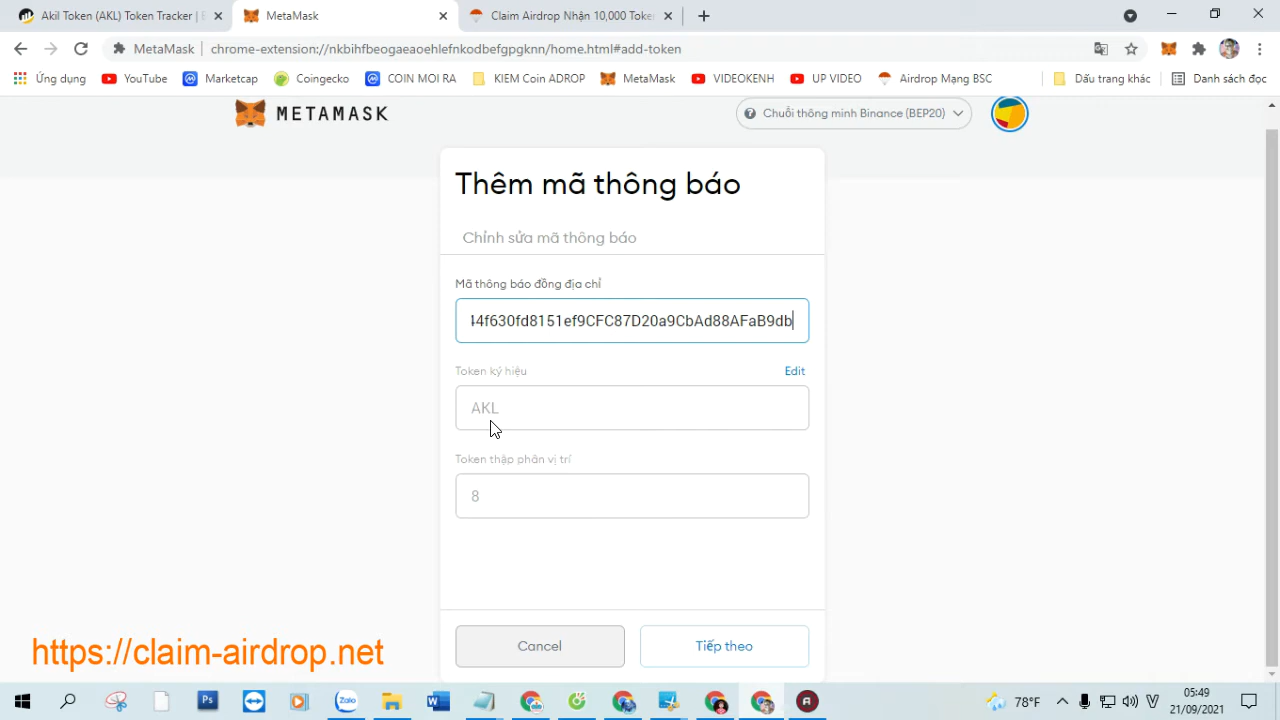 Akil Token (AKL) Token Tracker | B
MetaMask
Claim Airdrop Nhận 10,000 Toke
MetaMask
chrome-extension://nkbihfbeogaeaoehlefnkodbefgpgknn/home.html#add-token
Ứng dụng
YouTube
Marketcap
Coingecko
COIN MOI RA
KIEM Coin ADROP
MetaMask
VIDEOKENH
UP VIDEO
Airdrop Mạng BSC
Dấu trang khác
Danh sách đọc
METAMASK
Chuỗi thông minh Binance (BEP20)
Thêm mã thông báo
Chỉnh sửa mã thông báo
Mã thông báo đồng địa chỉ
44f630fd8151ef9CFC87D20a9CbAd88AFaB9db
Token ký hiệu
Edit
AKL
Token thập phân vị trí
8
Cancel
Tiếp theo
https://claim-airdrop.net
Ps
Zalo
W
A
78°F
V
05:49
21/09/2021